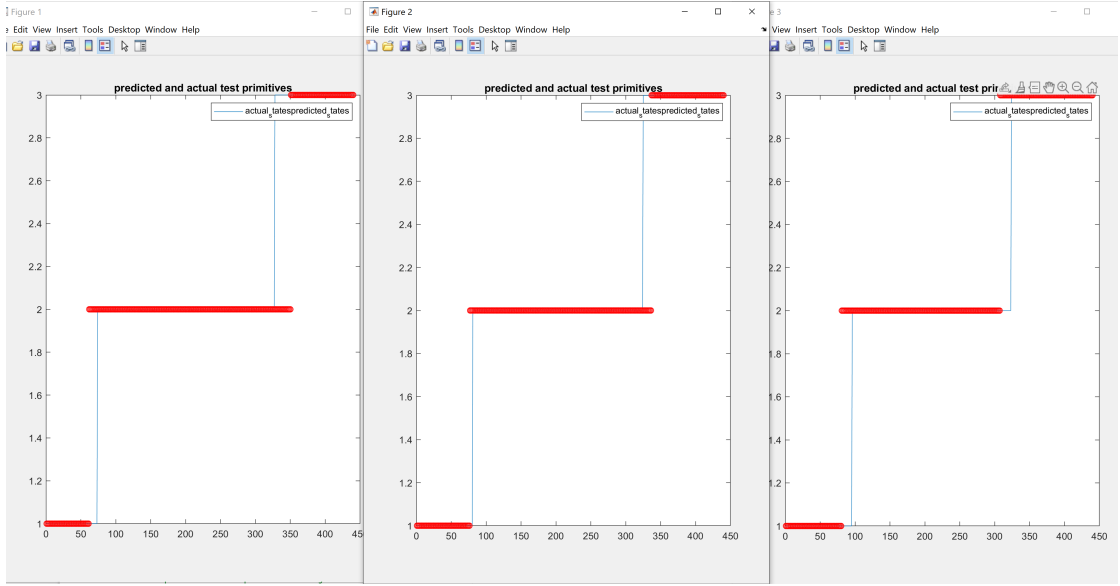 Figure 1
Edit View Insert Tools Desktop Window Help
predicted and actual test primitives
actual_statespredicted_states
3
2.8
2.6
2.4
2.2
2
1.8
1.6
1.4
1.2
1
0 50 100 150 200 250 300 350 400 45
Figure 2
File Edit View Insert Tools Desktop Window Help
predicted and actual test primitives
actual_statespredicted_states
3
2.8
2.6
2.4
2.2
2
1.8
1.6
1.4
1.2
1
0 50 100 150 200 250 300 350 400 450
e 3
View Insert Tools Desktop Window Help
predicted and actual test prir
actual_statespredicted_states
3
2.8
2.6
2.4
2.2
2
1.8
1.6
1.4
1.2
1
0 50 100 150 200 250 300 350 400 450